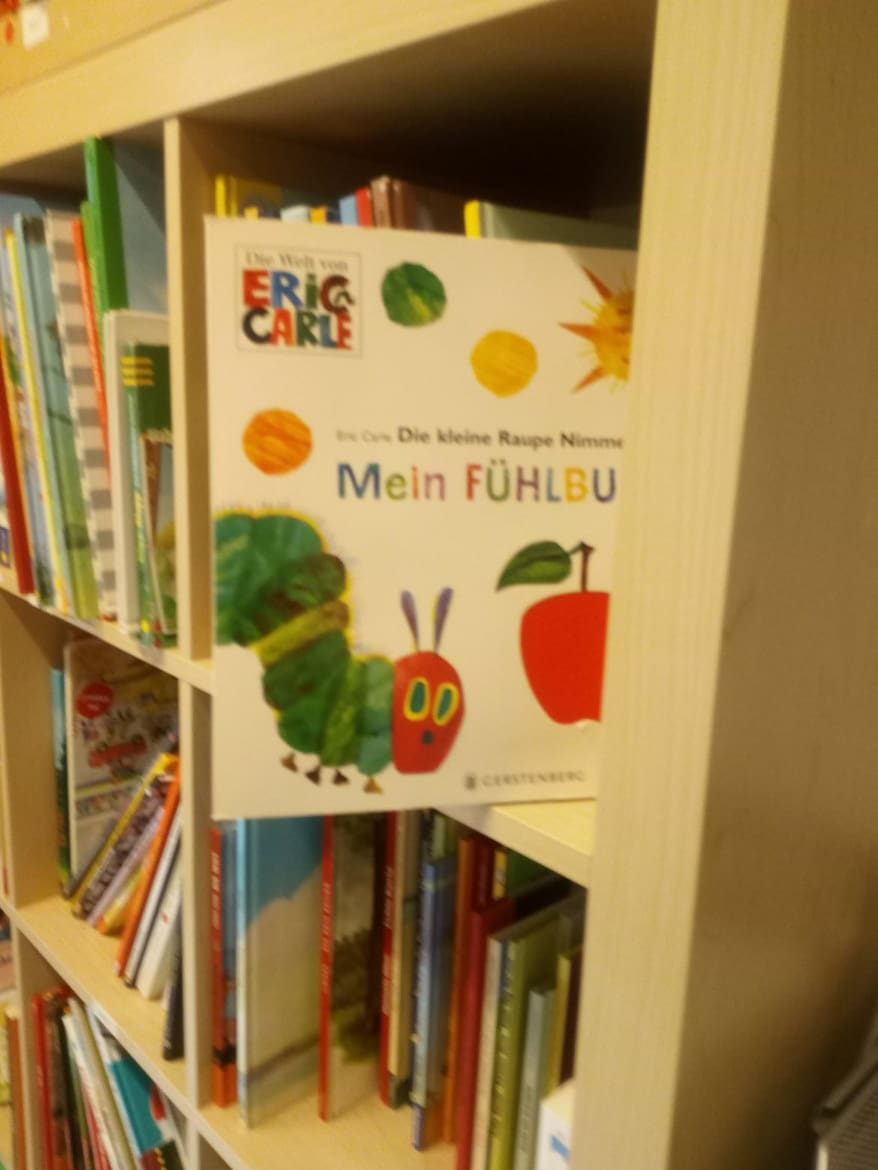 Die Welt von
ERIC
CARLE
Eric Carle Die kleine Raupe Nimme
Mein FÜHLBU
GERSTENBERG